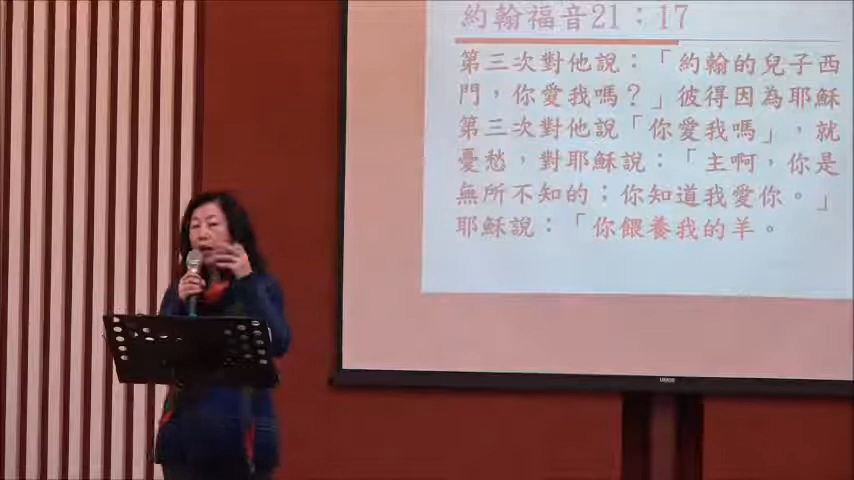 約翰福音21：17
第三次對他說：「約翰的兒子西
門，你愛我嗎？」彼得因為耶穌
第三次對他說「你愛我嗎」，就
憂愁，對耶穌說：「主啊，你是
無所不知的：你知道我愛你。」
耶穌說：「你餵養我的羊。